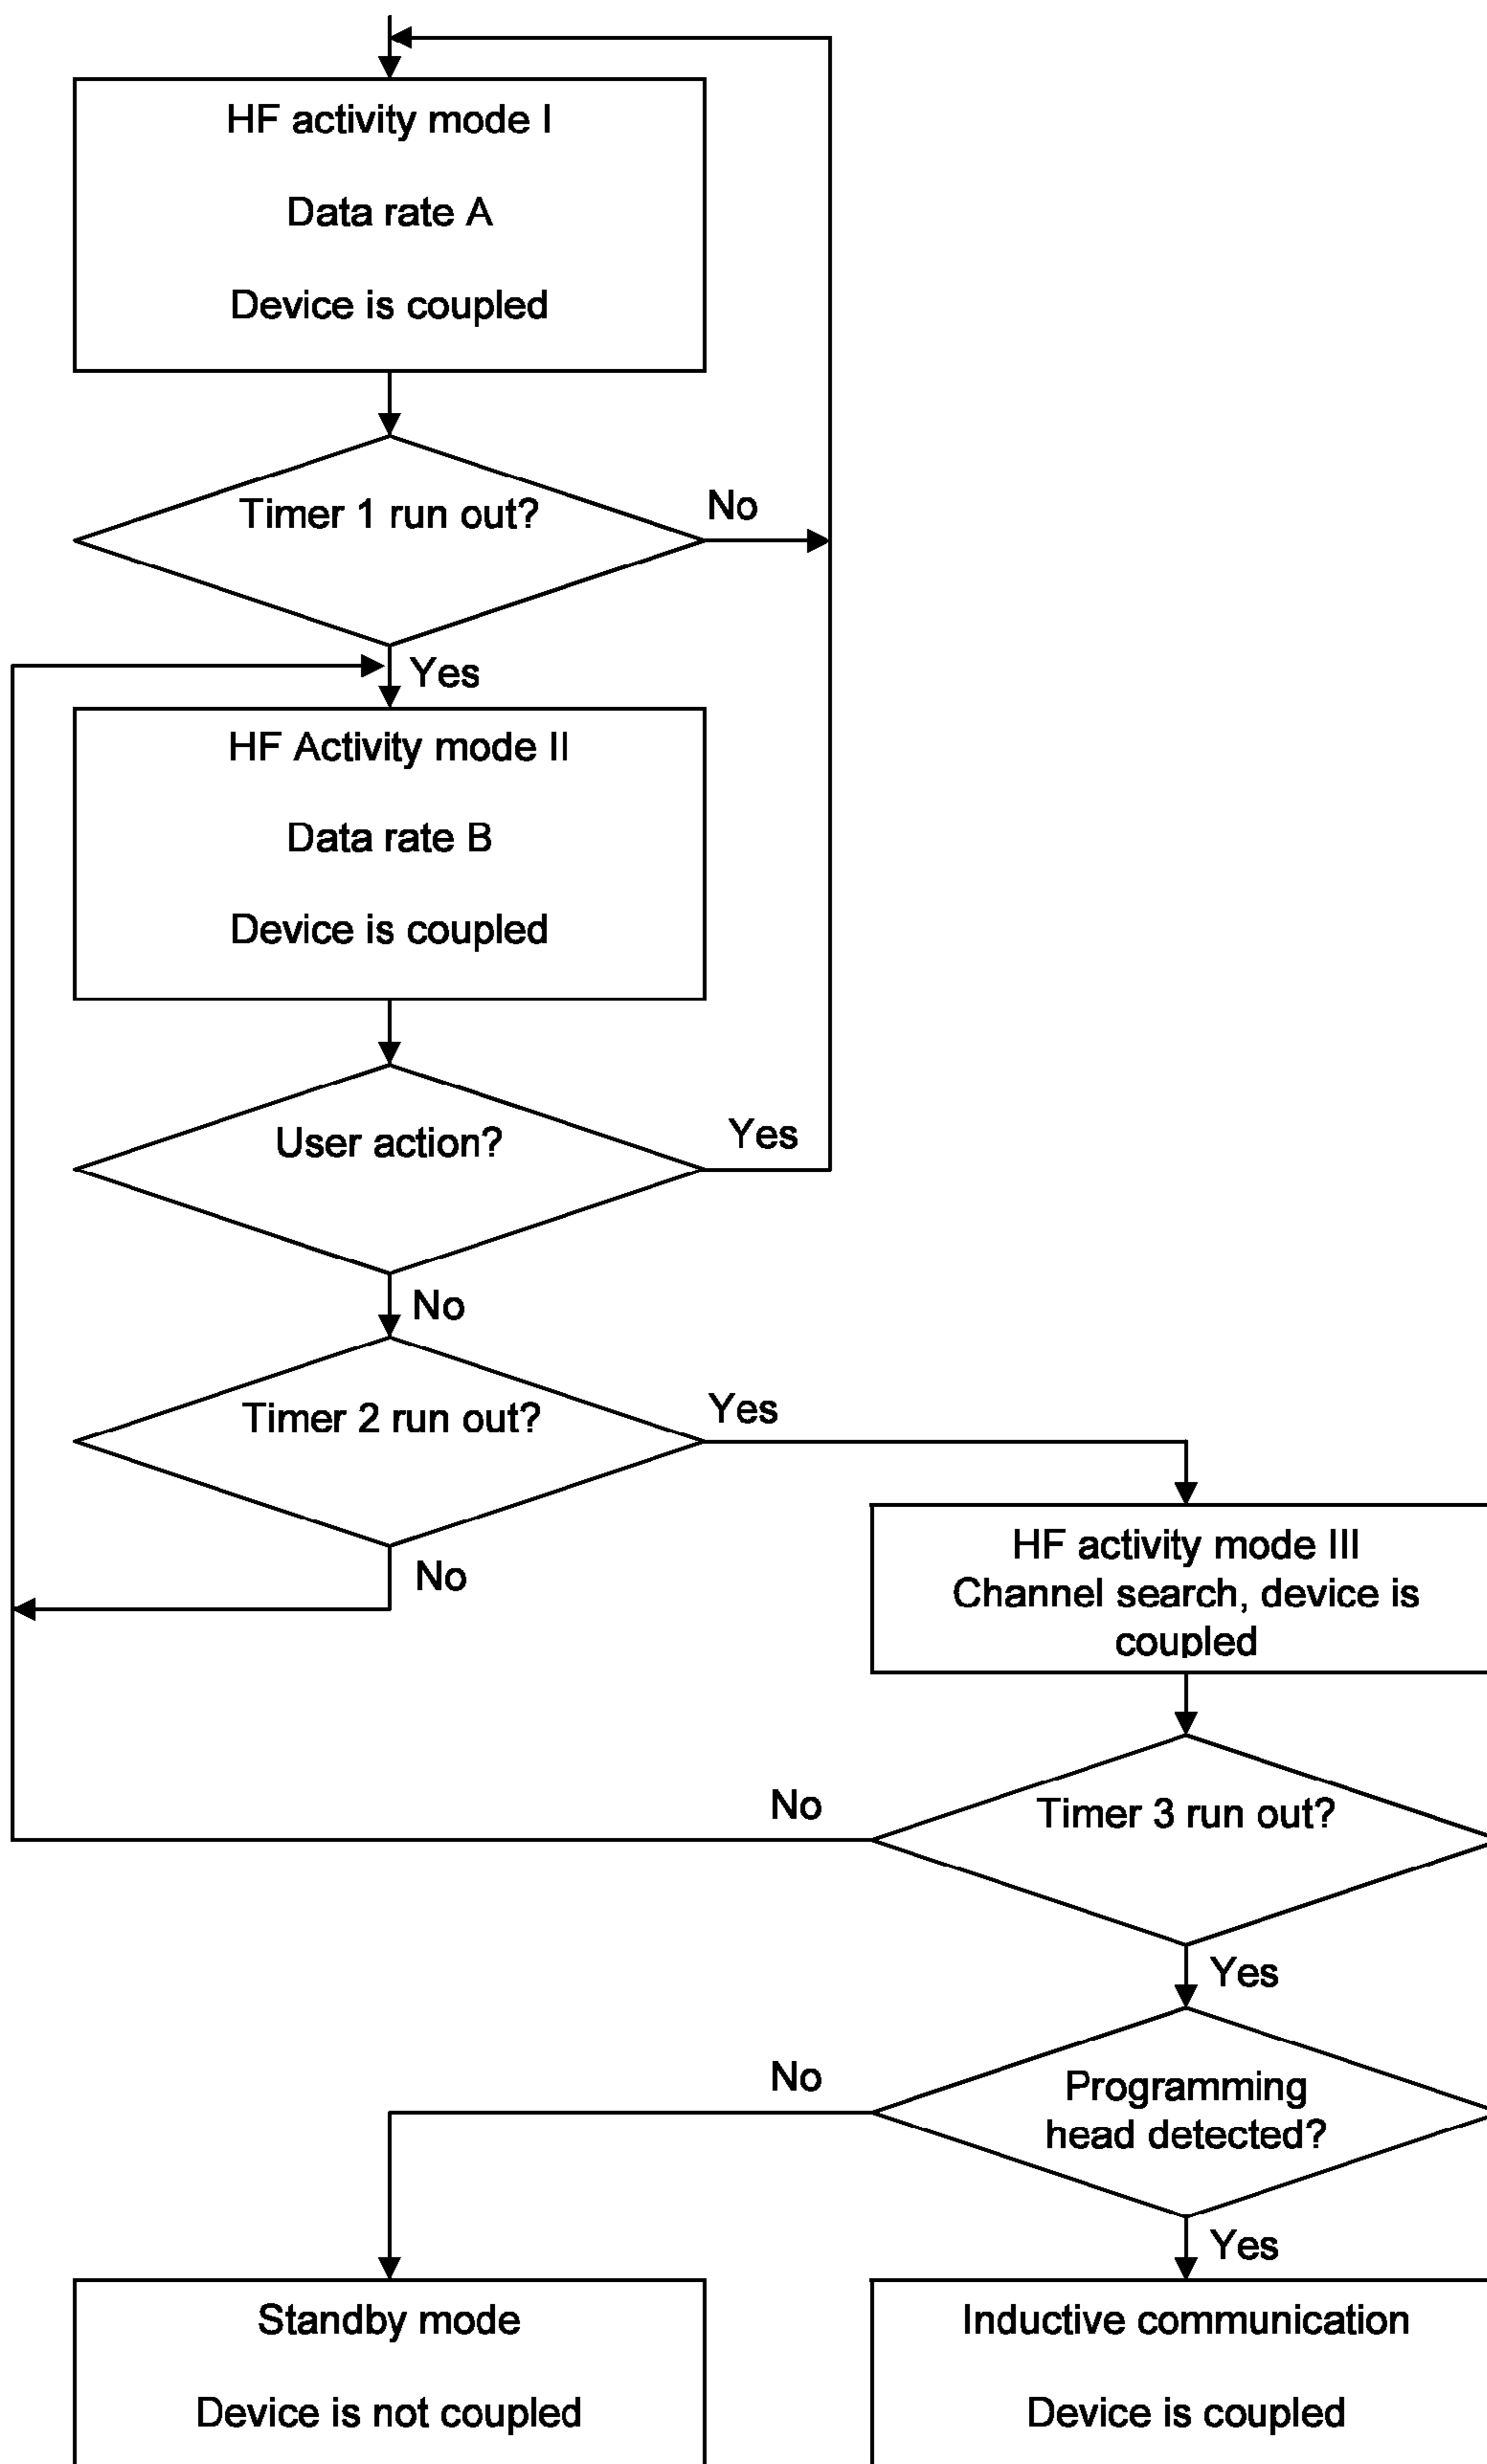 HF activity mode I
Data rate A
Device is coupled
Timer 1 run out?
No
Yes
HF Activity mode II
Data rate B
Device is coupled
User action?
Yes
No
Timer 2 run out?
Yes
No
HF activity mode III
Channel search, device is
coupled
Timer 3 run out?
No
Yes
Programming
head detected?
No
Yes
Standby mode
Device is not coupled
Inductive communication
Device is coupled